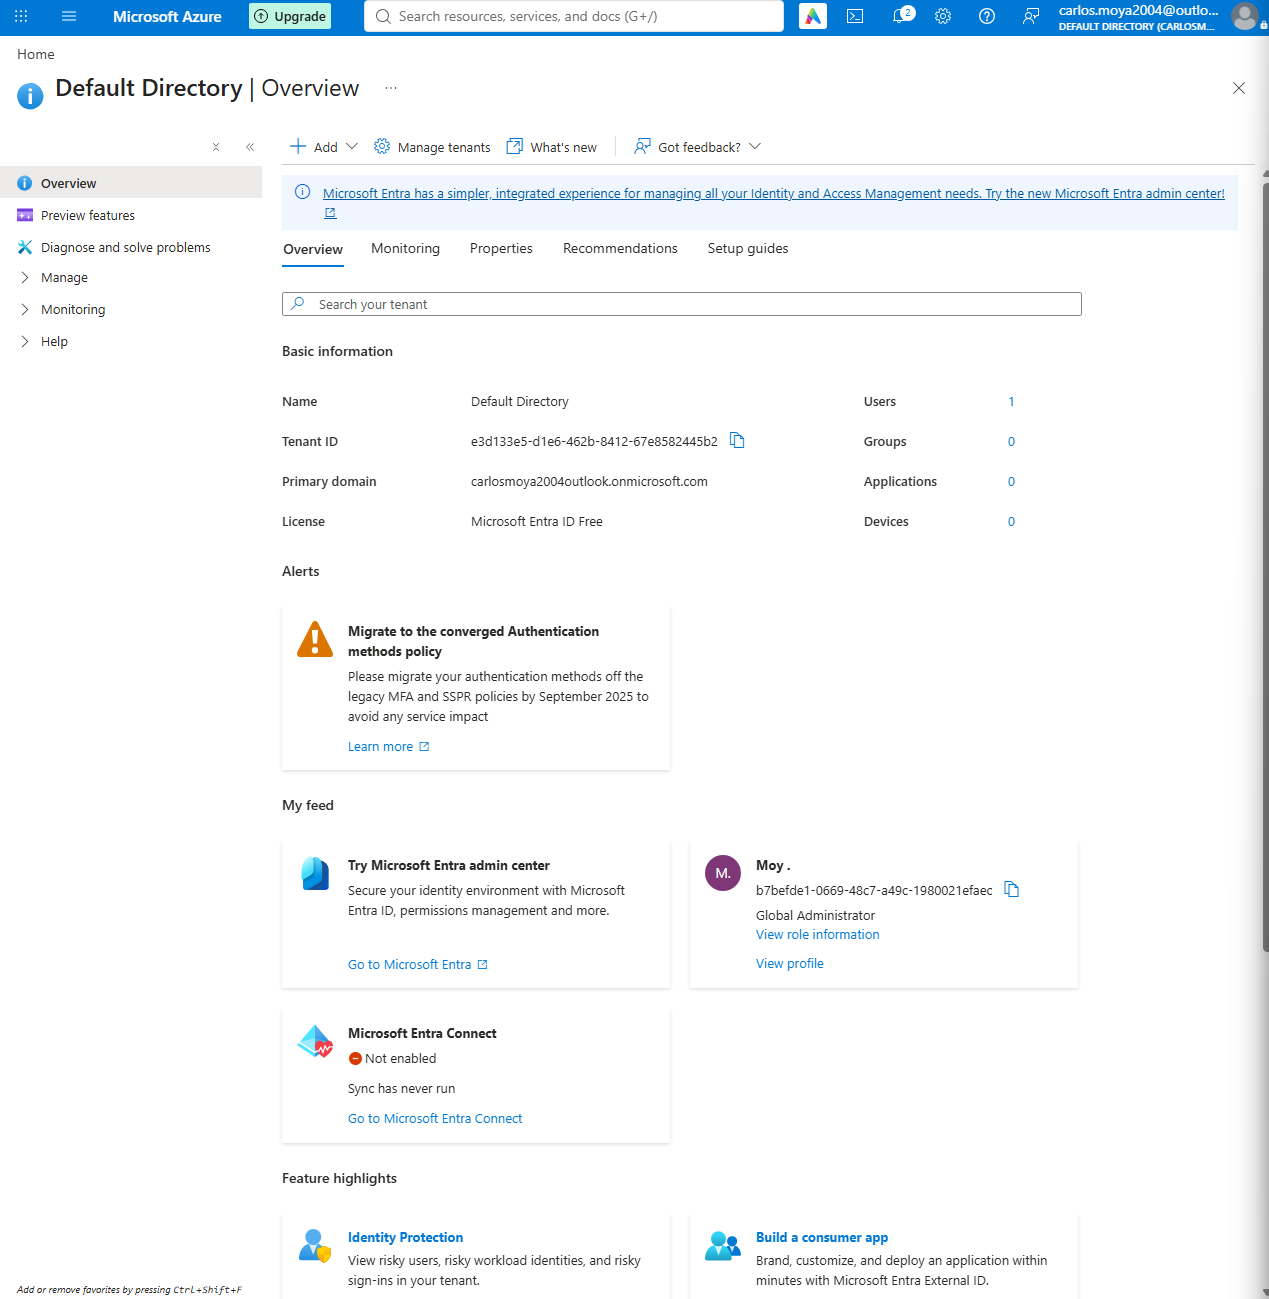 Microsoft Azure
Upgrade
Search resources, services, and docs (G+/)
2
carlos.moya2004@outlo...
DEFAULT DIRECTORY (CARLOSM...
Home
Default Directory | Overview
...
Add
Manage tenants
What's new
Got feedback?
Overview
Preview features
Diagnose and solve problems
Manage
Monitoring
Help
Microsoft Entra has a simpler, integrated experience for managing all your Identity and Access Management needs. Try the new Microsoft Entra admin center!
Overview
Monitoring
Properties
Recommendations
Setup guides
Search your tenant
Basic information
Name
Default Directory
Users
1
Tenant ID
e3d133e5-d1e6-462b-8412-67e8582445b2
Groups
0
Primary domain
carlosmoya2004outlook.onmicrosoft.com
Applications
0
License
Microsoft Entra ID Free
Devices
0
Alerts
Migrate to the converged Authentication
methods policy
Please migrate your authentication methods off the
legacy MFA and SSPR policies by September 2025 to
avoid any service impact
Learn more
My feed
Try Microsoft Entra admin center
Secure your identity environment with Microsoft
Entra ID, permissions management and more.
Go to Microsoft Entra
M.
Moy .
b7befde1-0669-48c7-a49c-1980021efaec
Global Administrator
View role information
View profile
Microsoft Entra Connect
Not enabled
Sync has never run
Go to Microsoft Entra Connect
Feature highlights
Identity Protection
View risky users, risky workload identities, and risky
sign-ins in your tenant.
Build a consumer app
Brand, customize, and deploy an application within
minutes with Microsoft Entra External ID.
Add or remove favorites by pressing Ctrl+Shift+F